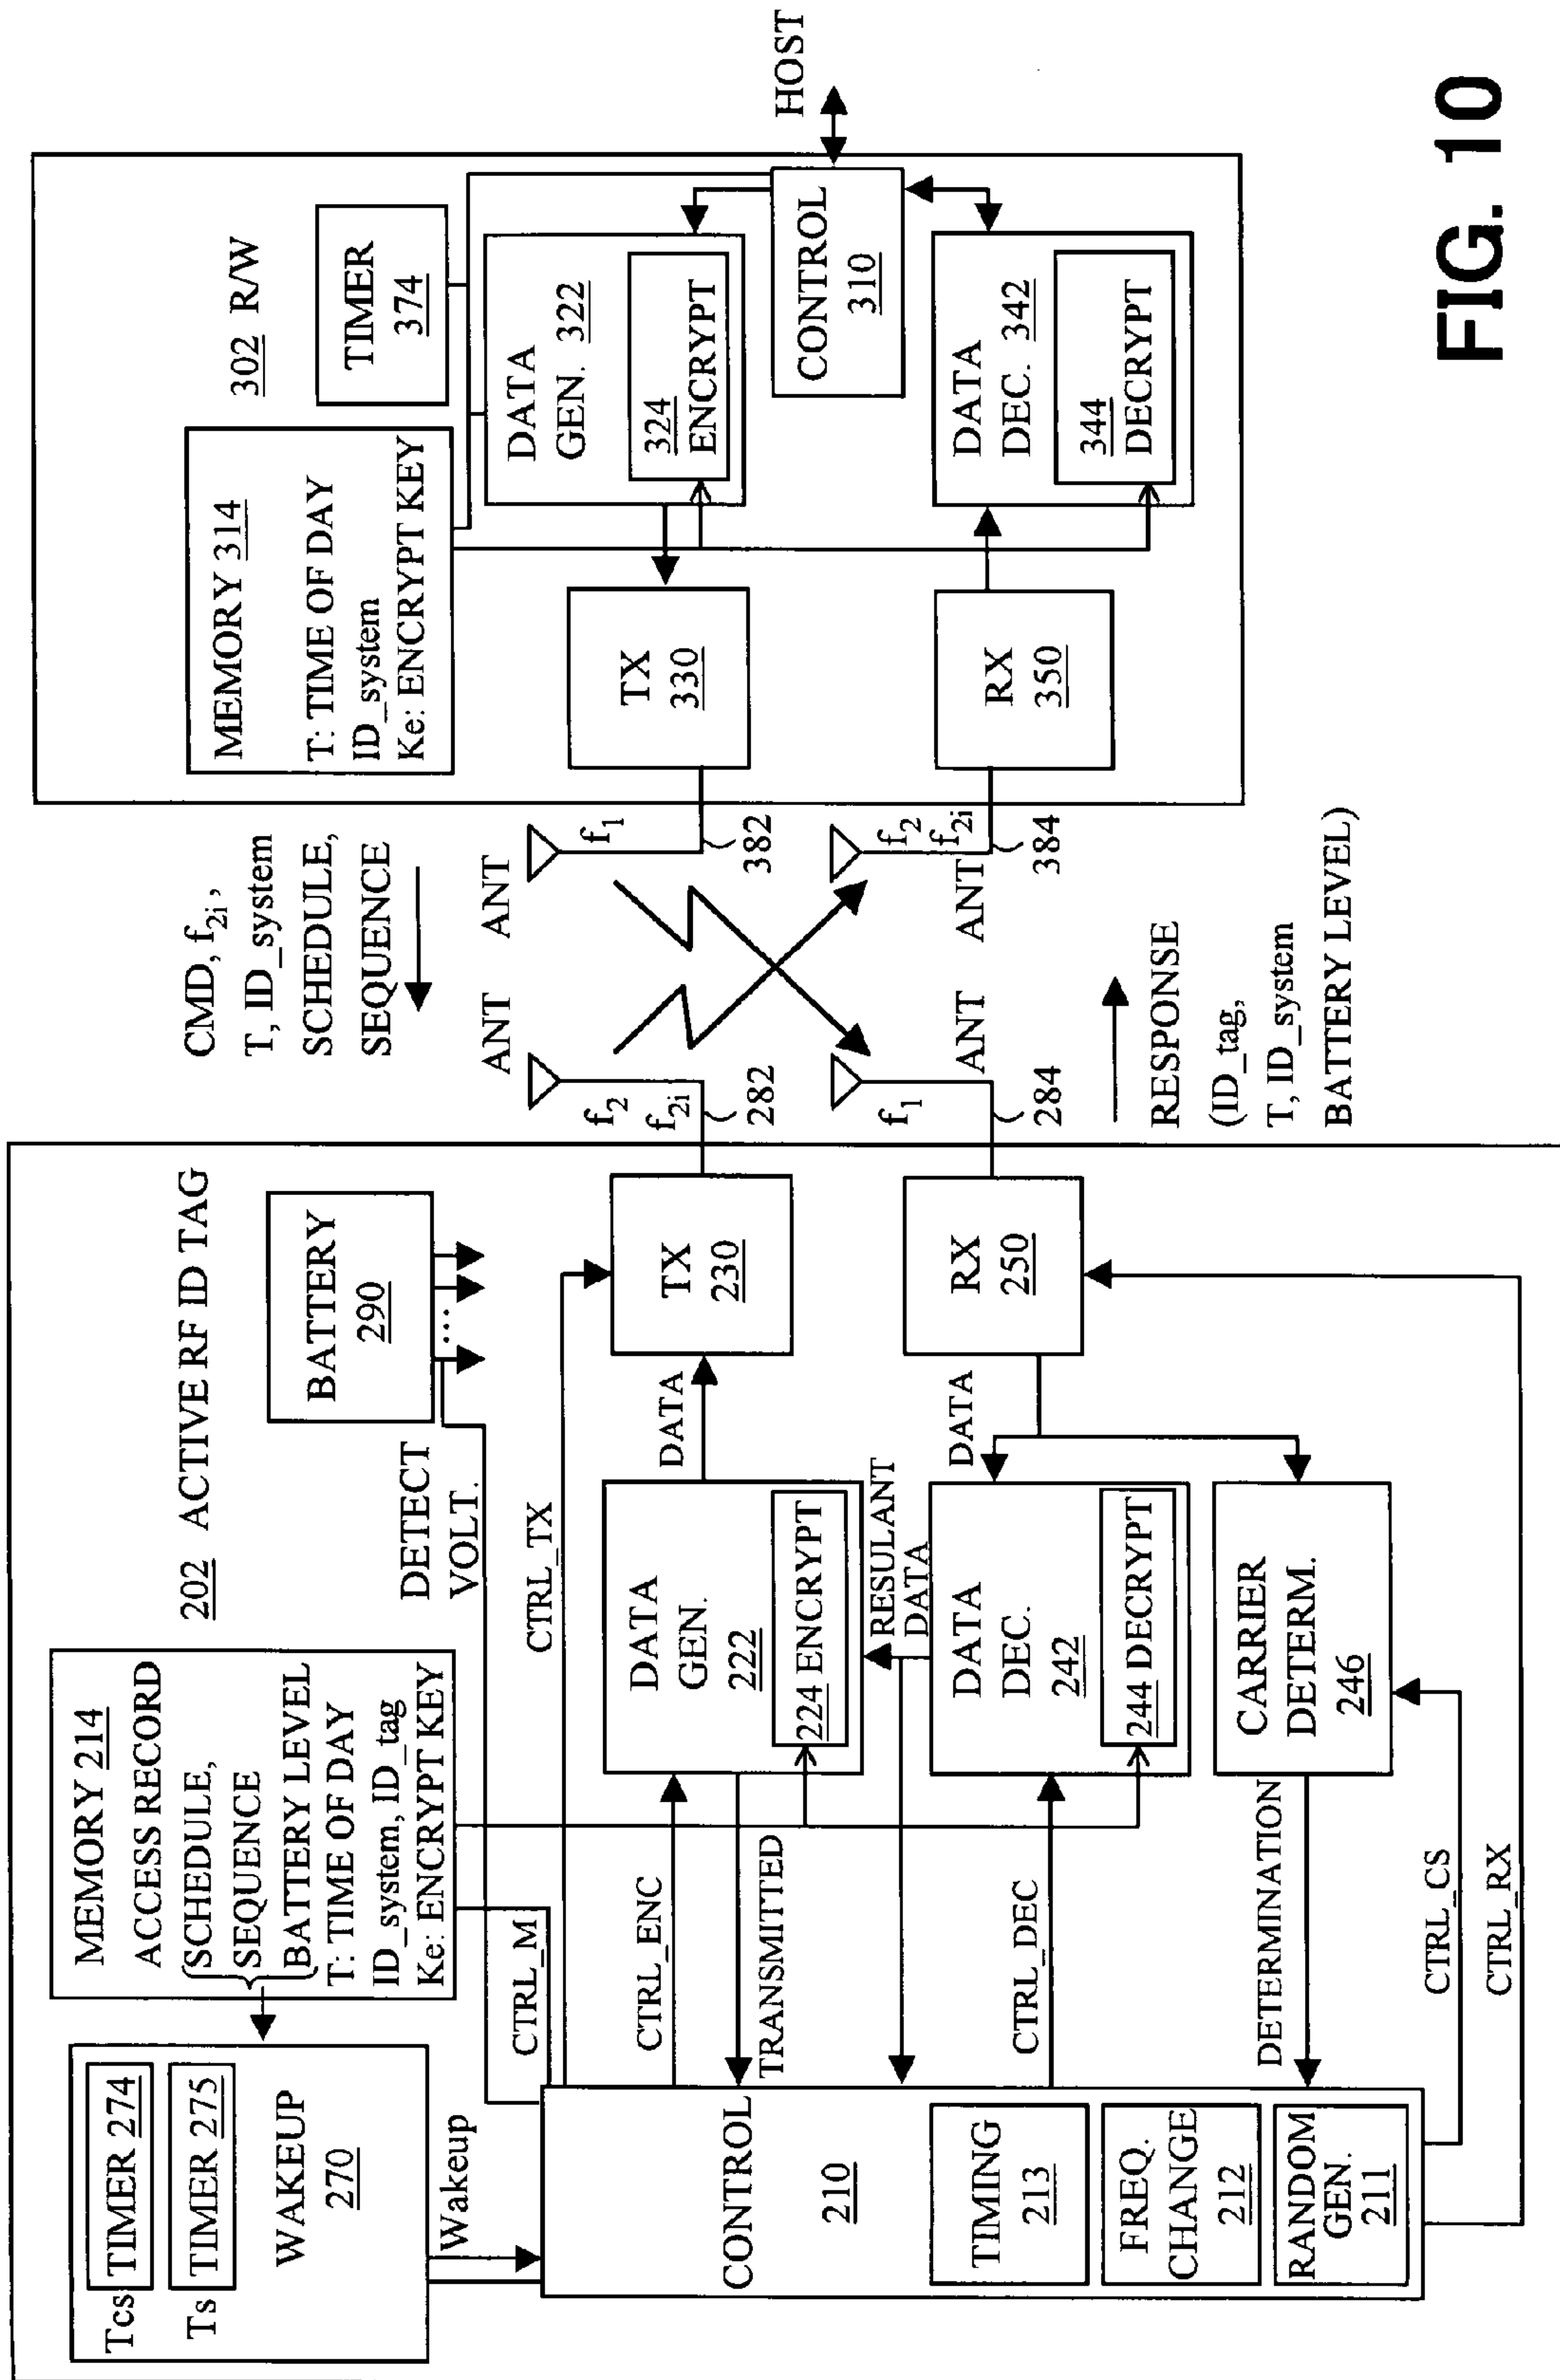 202 ACTIVE RF ID TAG
Tcs
TIMER 274
Ts
TIMER 275
WAKEUP
270
Wakeup
MEMORY 214
ACCESS RECORD
SCHEDULE,
SEQUENCE
BATTERY LEVEL
T: TIME OF DAY
ID_system, ID_tag
Ke: ENCRYPT KEY
BATTERY
290
...
DETECT
VOLT.
CTRL_M
CTRL_TX
CTRL_ENC
TRANSMITTED
CONTROL
210
TIMING
213
FREQ.
CHANGE
212
RANDOM
GEN.
211
DATA
GEN.
222
224 ENCRYPT
DATA
TX
230
RESULANT
DATA
CTRL_DEC
DATA
DEC.
242
244 DECRYPT
DATA
RX
250
DETERMINATION
CARRIER
DETERM.
246
CTRL_CS
CTRL_RX
CMD, f2i,
T, ID_system
SCHEDULE,
SEQUENCE
ANT
ANT
f2
f2i
282
f1
382
ANT
ANT
f1
284
f2
f2i
384
RESPONSE
(ID_tag,
T, ID_system
BATTERY LEVEL)
302 R/W
MEMORY 314
T: TIME OF DAY
ID_system
Ke: ENCRYPT KEY
TIMER
374
TX
330
DATA
GEN. 322
324
ENCRYPT
CONTROL
310
HOST
RX
350
DATA
DEC. 342
344
DECRYPT
FIG. 10